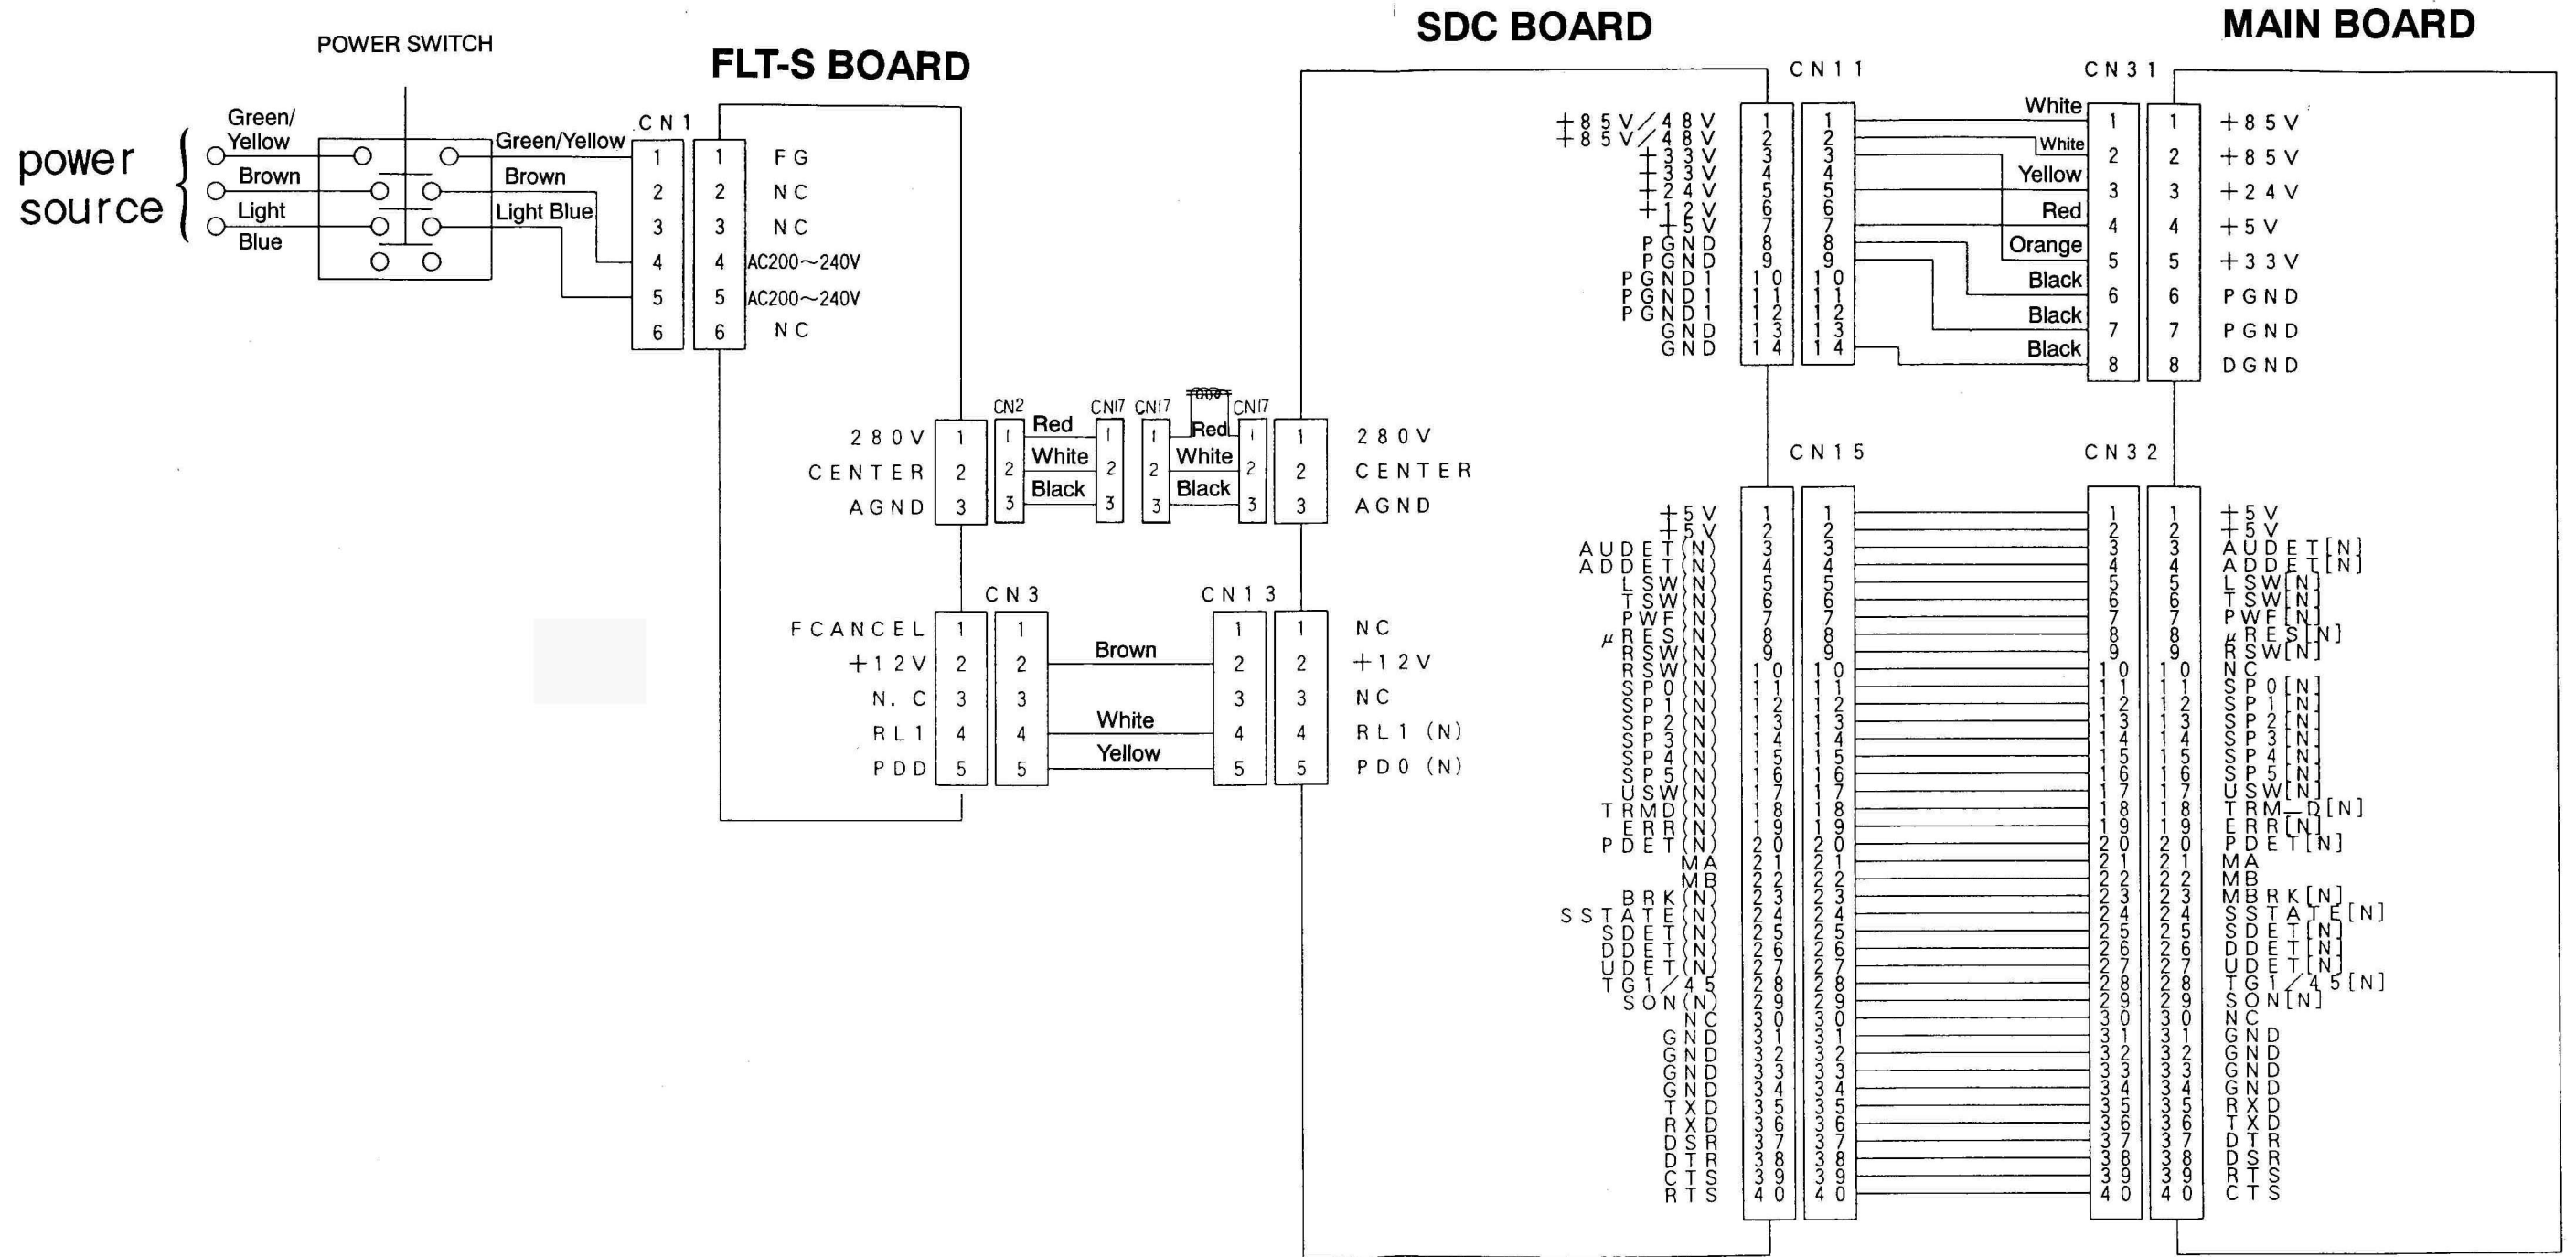 POWER SWITCH
FLT-S BOARD
SDC BOARD
MAIN BOARD
power
source
Green/
Yellow
Brown
Light
Blue
Green/Yellow
Brown
Light Blue
CN1
1 1 FG
2 2 NC
3 3 NC
4 4 AC200～240V
5 5 AC200～240V
6 6 NC
CN2 CN17 CN17 CN17
280V 1 1 Red 1 1 Red 1 1 280V
CENTER 2 2 White 2 2 White 2 2 CENTER
AGND 3 3 Black 3 3 Black 3 3 AGND
CN3 CN13
FCANCEL 1 1 1 1 NC
+12V 2 2 Brown 2 2 +12V
N.C 3 3 3 3 NC
RL1 4 4 White 4 4 RL1 (N)
PDD 5 5 Yellow 5 5 PD0 (N)
CN11
+85V/48V 1 1
+85V/48V 2 2
+33V 3 3
+33V 4 4
+24V 5 5
+12V 6 6
+5V 7 7
PGND 8 8
PGND 9 9
PGND1 10 10
PGND1 11 11
PGND1 12 12
GND 13 13
GND 14 14
CN31
White 1 1 +85V
White 2 2 +85V
Yellow 3 3 +24V
Red 4 4 +5V
Orange 5 5 +33V
Black 6 6 PGND
Black 7 7 PGND
Black 8 8 DGND
CN15 CN32
+5V 1 1 1 1 +5V
+5V 2 2 2 2 +5V
AUDET(N) 3 3 3 3 AUDET[N]
ADDET(N) 4 4 4 4 ADDET[N]
LSW(N) 5 5 5 5 LSW[N]
TSW(N) 6 6 6 6 TSW[N]
PWF(N) 7 7 7 7 PWF[N]
μRES(N) 8 8 8 8 μRES[N]
RSW(N) 9 9 9 9 RSW[N]
RSW(N) 10 10 10 10 NC
SP0(N) 11 11 11 11 SP0[N]
SP1(N) 12 12 12 12 SP1[N]
SP2(N) 13 13 13 13 SP2[N]
SP3(N) 14 14 14 14 SP3[N]
SP4(N) 15 15 15 15 SP4[N]
SP5(N) 16 16 16 16 SP5[N]
USW(N) 17 17 17 17 USW[N]
TRMD(N) 18 18 18 18 TRM—D[N]
ERR(N) 19 19 19 19 ERR[N]
PDET(N) 20 20 20 20 PDET[N]
MA 21 21 21 21 MA
MB 22 22 22 22 MB
BRK(N) 23 23 23 23 MBRK[N]
SSTATE(N) 24 24 24 24 SSTATE[N]
SDET(N) 25 25 25 25 SDET[N]
DDET(N) 26 26 26 26 DDET[N]
UDET(N) 27 27 27 27 UDET[N]
TG1/45 28 28 28 28 TG1/45[N]
SON(N) 29 29 29 29 SON[N]
NC 30 30 30 30 NC
GND 31 31 31 31 GND
GND 32 32 32 32 GND
GND 33 33 33 33 GND
GND 34 34 34 34 GND
TXD 35 35 35 35 RXD
RXD 36 36 36 36 TXD
DSR 37 37 37 37 DTR
DTR 38 38 38 38 DSR
CTS 39 39 39 39 RTS
RTS 40 40 40 40 CTS